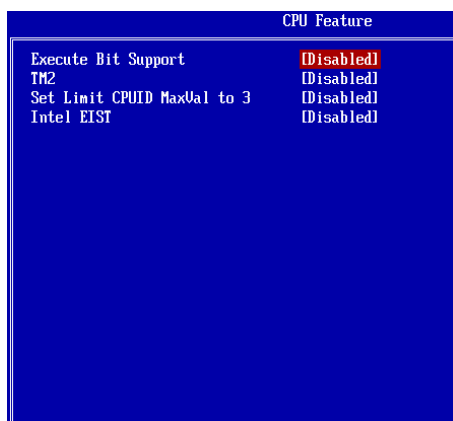 CPU Feature
Execute Bit Support [Disabled]
TM2 [Disabled]
Set Limit CPUID MaxVal to 3 [Disabled]
Intel EIST [Disabled]